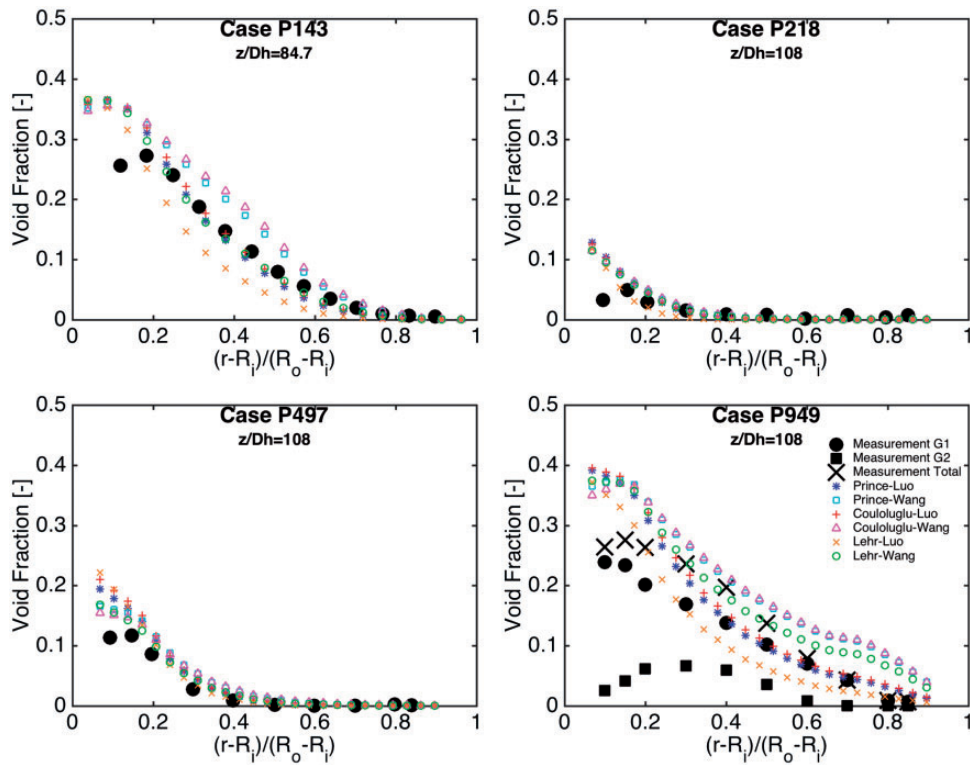 Case P143
z/Dh=84.7
0.5
0.4
0.3
0.2
0.1
0
Void Fraction [-]
0 0.2 0.4 0.6 0.8 1
(r-Ri)/(Ro-Ri)
Case P218
z/Dh=108
0.5
0.4
0.3
0.2
0.1
0
Void Fraction [-]
0 0.2 0.4 0.6 0.8 1
(r-Ri)/(Ro-Ri)
Case P497
z/Dh=108
0.5
0.4
0.3
0.2
0.1
0
Void Fraction [-]
0 0.2 0.4 0.6 0.8 1
(r-Ri)/(Ro-Ri)
Case P949
z/Dh=108
0.5
0.4
0.3
0.2
0.1
0
Void Fraction [-]
0 0.2 0.4 0.6 0.8 1
(r-Ri)/(Ro-Ri)
Measurement G1
Measurement G2
Measurement Total
Prince-Luo
Prince-Wang
Couloluglu-Luo
Couloluglu-Wang
Lehr-Luo
Lehr-Wang